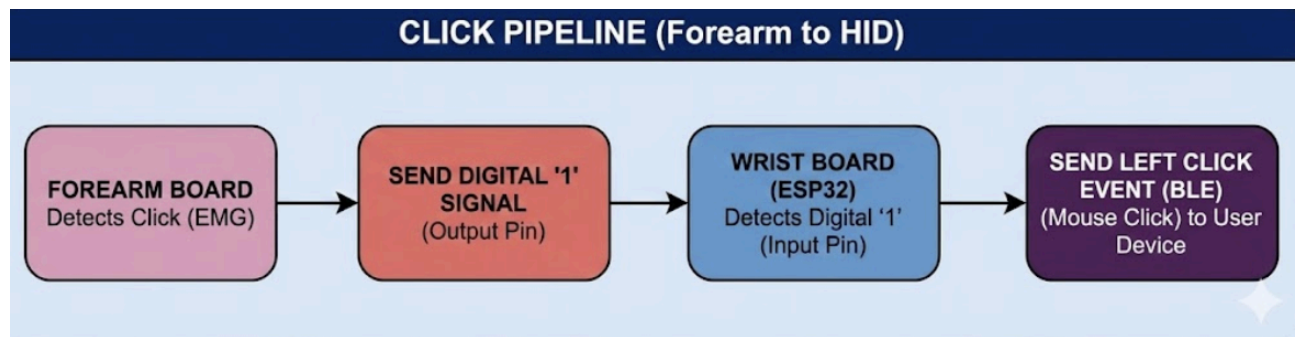 CLICK PIPELINE (Forearm to HID)
FOREARM BOARD
Detects Click (EMG)
SEND DIGITAL '1'
SIGNAL
(Output Pin)
WRIST BOARD
(ESP32)
Detects Digital ‘1’
(Input Pin)
SEND LEFT CLICK
EVENT (BLE)
(Mouse Click) to User
Device